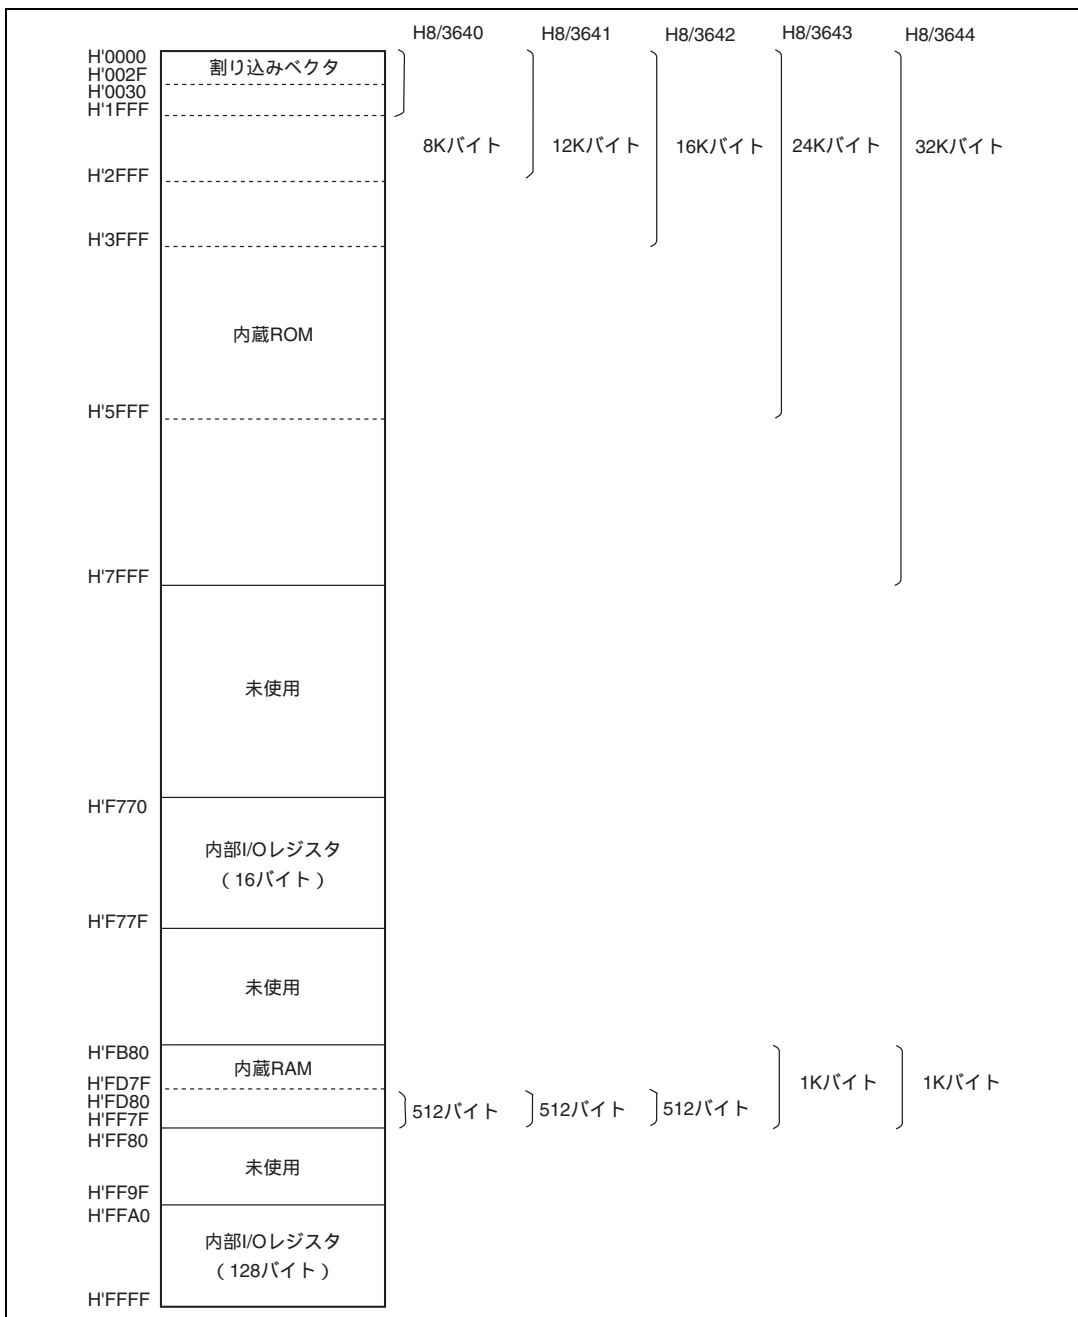 H8/3640 H8/3641 H8/3642 H8/3643 H8/3644
H'0000
割り込みベクタ
H'002F
H'0030
H'1FFF
8Kバイト 12Kバイト 16Kバイト 24Kバイト 32Kバイト
H'2FFF
H'3FFF
内蔵ROM
H'5FFF
H'7FFF
未使用
H'F770
内部I/Oレジスタ
(16バイト)
H'F77F
未使用
H'FB80
内蔵RAM
H'FD7F
1Kバイト 1Kバイト
H'FD80
512バイト 512バイト 512バイト
H'FF7F
H'FF80
未使用
H'FF9F
H'FFA0
内部I/Oレジスタ
(128バイト)
H'FFFF